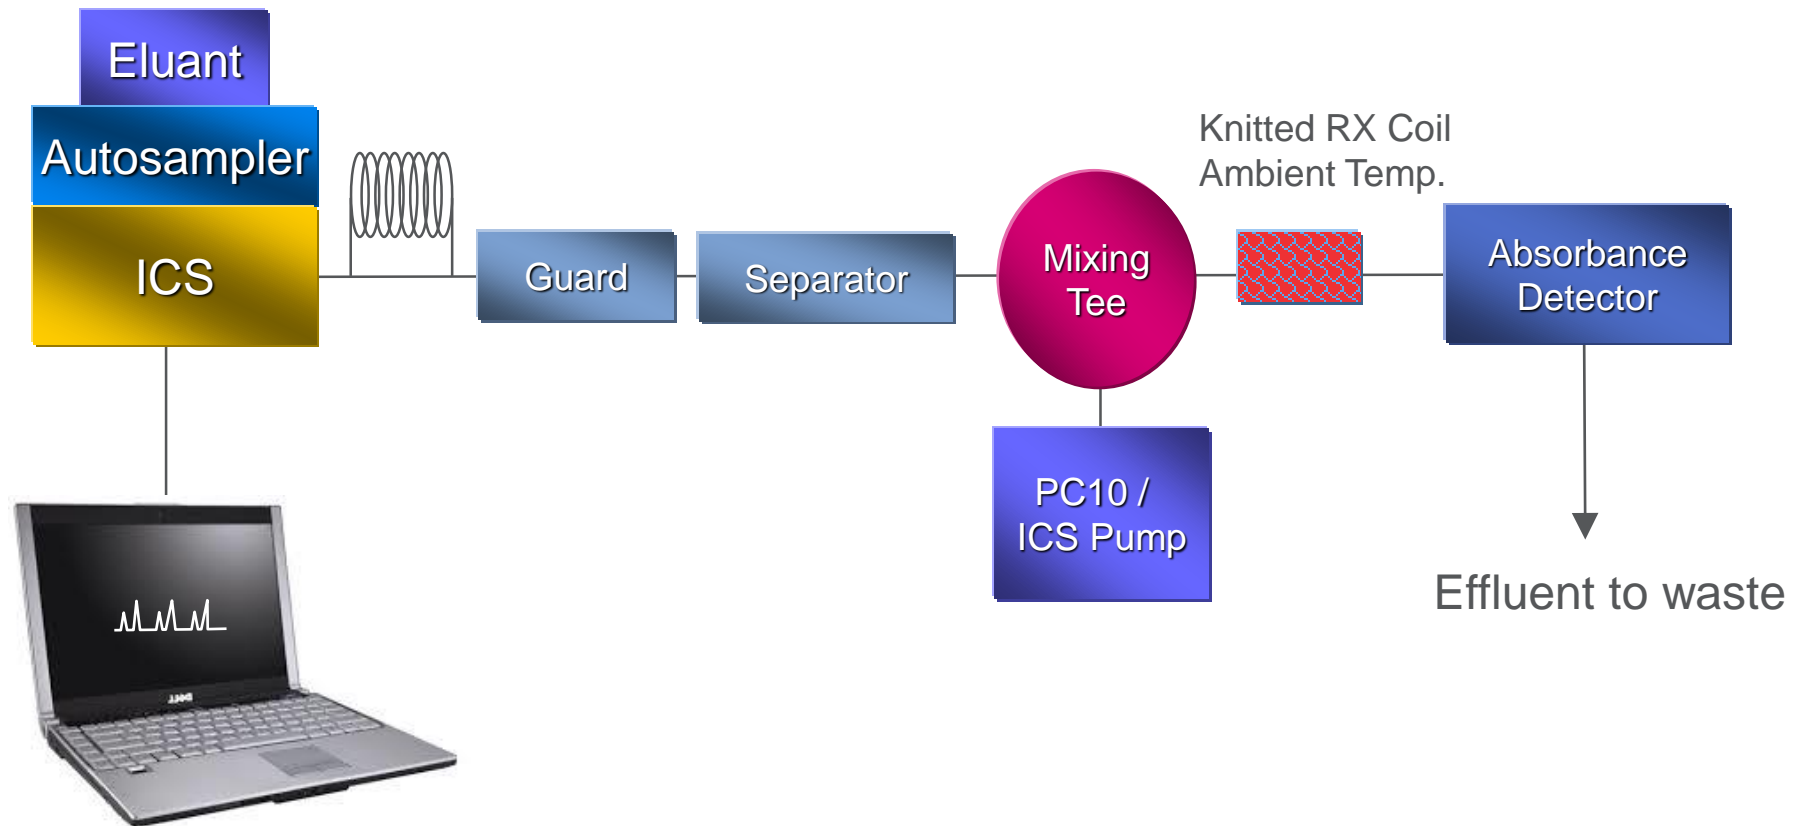 Eluant
Autosampler
ICS
Guard
Separator
Mixing
Tee
Knitted RX Coil
Ambient Temp.
Absorbance
Detector
PC10 /
ICS Pump
Effluent to waste
DELL